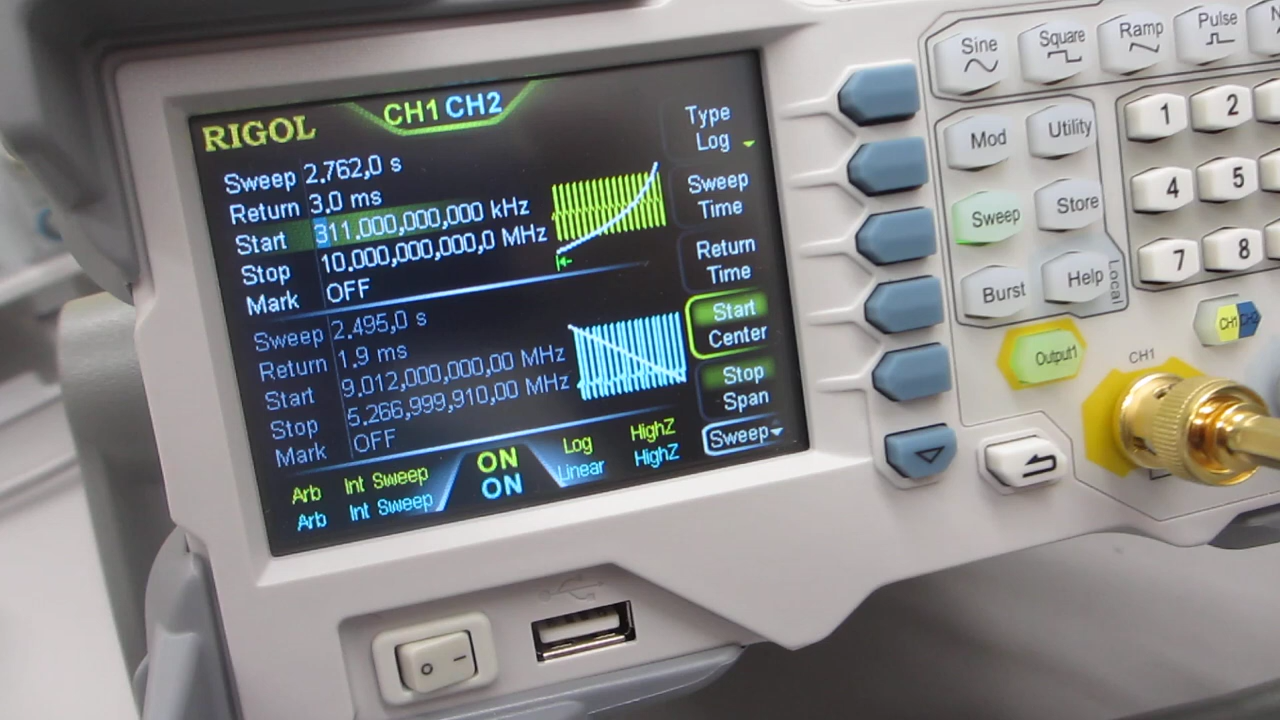 RIGOL
CH1 CH2
Sweep 2.762,0 s
Return 3.0 ms
Start 311.000,000,000 kHz
Stop 10.000,000,000,0 MHz
Mark OFF
Sweep 2.495,0 s
Return 1.9 ms
Start 9.012,000,000,00 MHz
Stop 5.266,999,910,00 MHz
Mark OFF
Arb Int Sweep ON Log HighZ
Arb Int Sweep ON Linear HighZ
Type
Log
Sweep
Time
Return
Time
Start
Center
Stop
Span
Sweep
Sine
Square
Ramp
Pulse
Mod
Utility
Sweep
Store
Burst
Help
Local
1
2
4
5
7
8
Output1
CH1
CH1